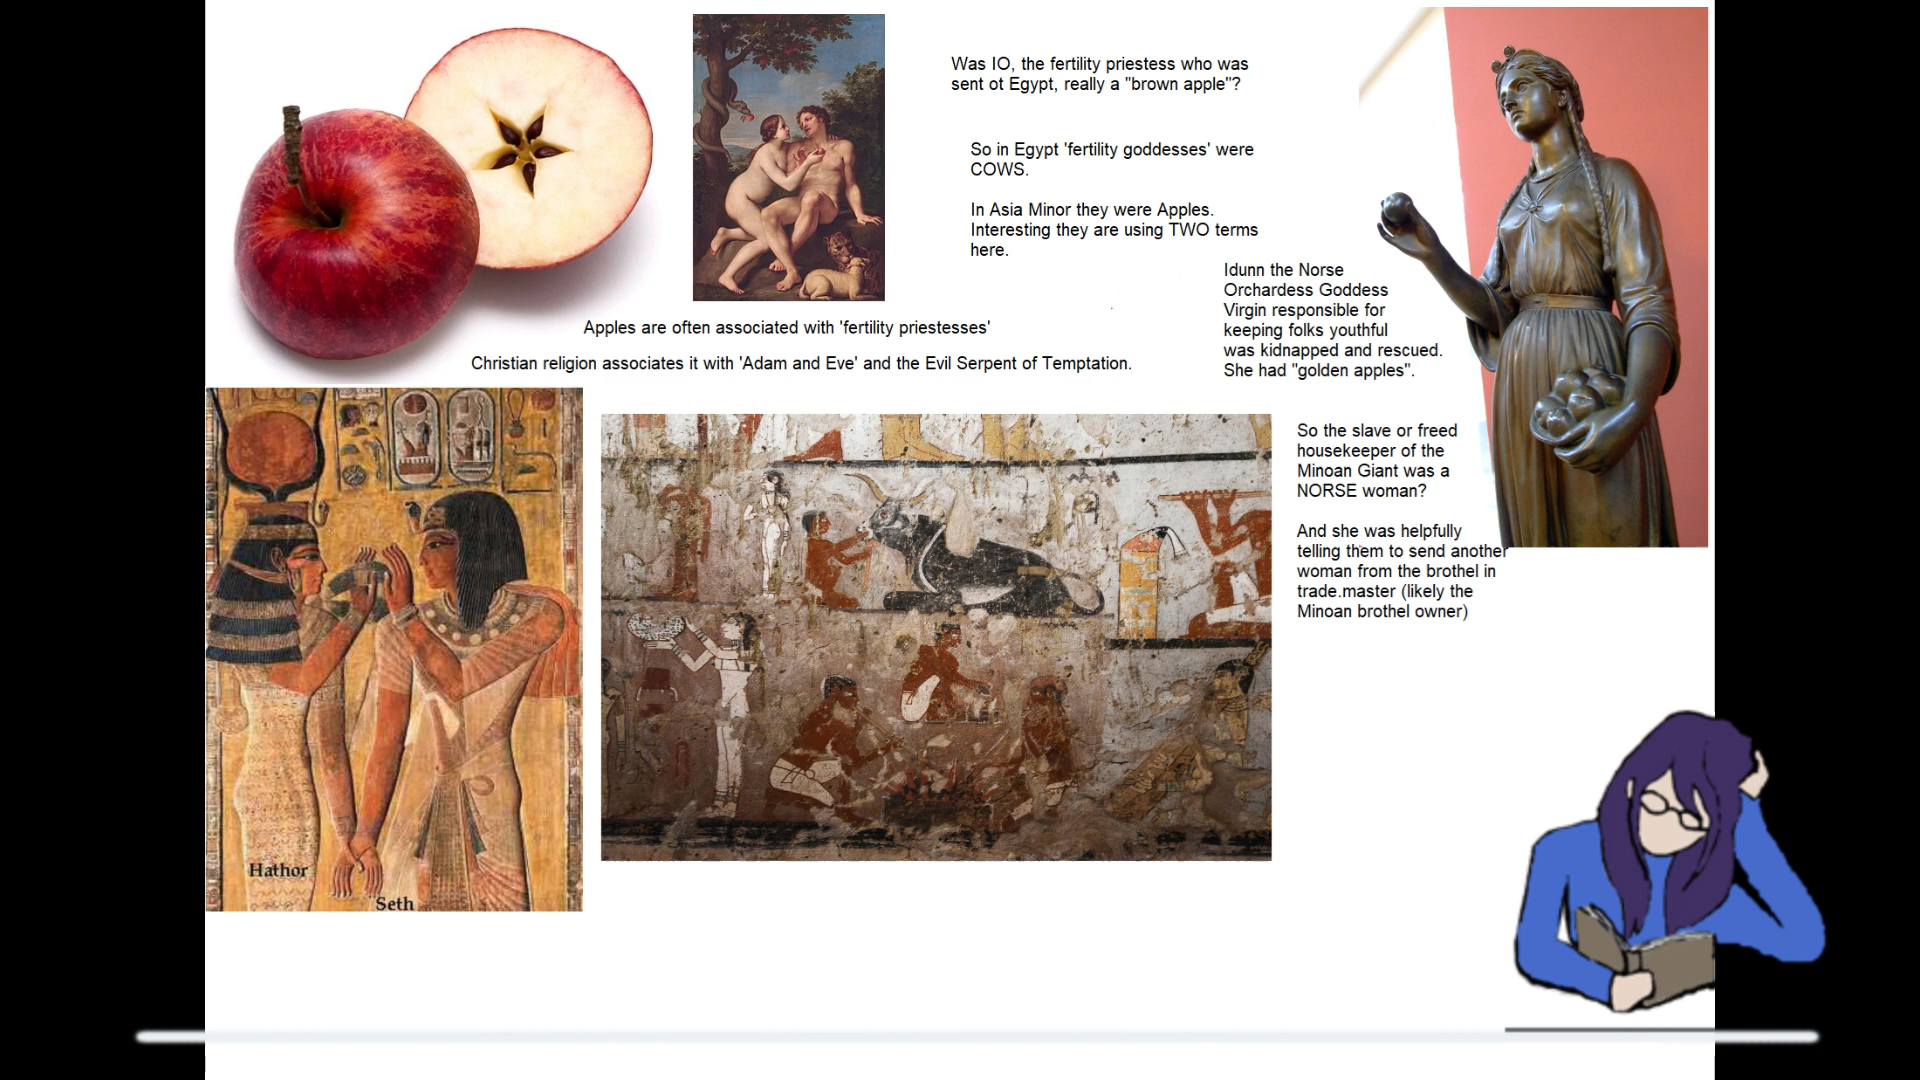 Was IO, the fertility priestess who was
sent ot Egypt, really a "brown apple"?
So in Egypt 'fertility goddesses' were
COWS.
In Asia Minor they were Apples.
Interesting they are using TWO terms
here.
Idunn the Norse
Orchardess Goddess
Virgin responsible for
keeping folks youthful
was kidnapped and rescued.
She had "golden apples".
Apples are often associated with 'fertility priestesses'
Christian religion associates it with 'Adam and Eve' and the Evil Serpent of Temptation.
So the slave or freed
housekeeper of the
Minoan Giant was a
NORSE woman?
And she was helpfully
telling them to send another
woman from the brothel in
trade.master (likely the
Minoan brothel owner)
Hathor
Seth